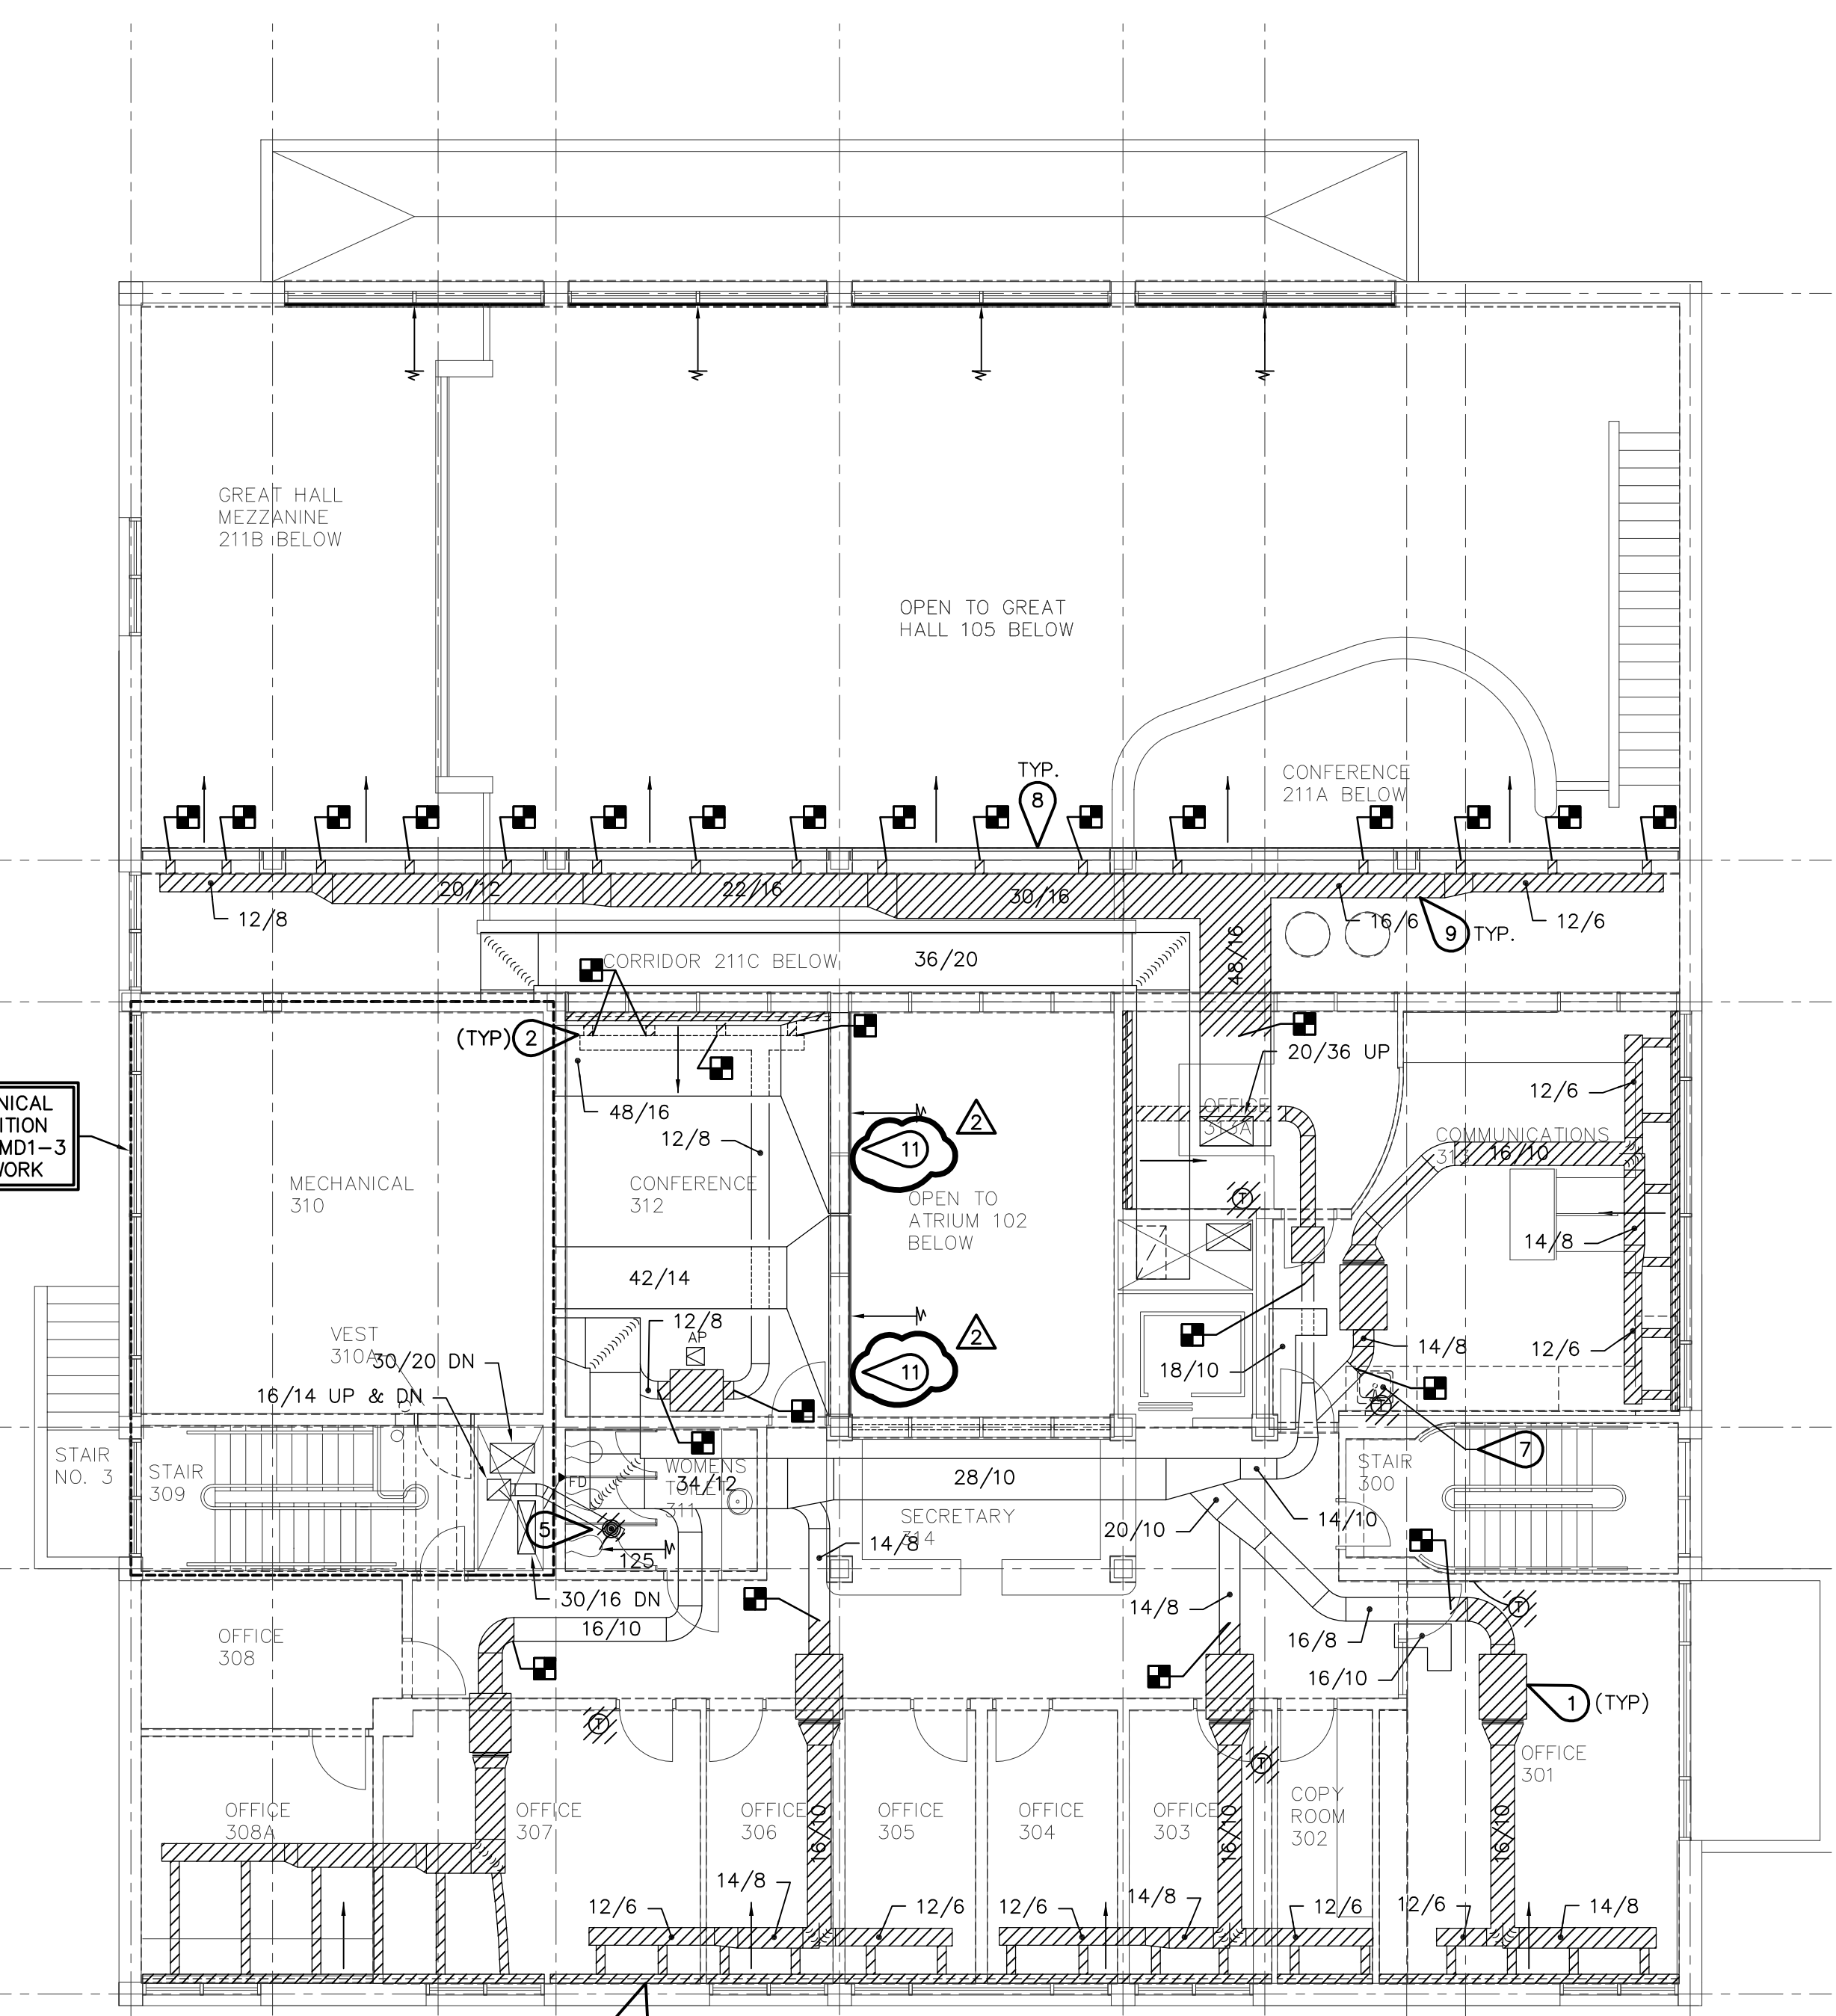 GREAT HALL
MEZZANINE
211B BELOW
OPEN TO GREAT
HALL 105 BELOW
TYP.
8
CONFERENCE
211A BELOW
12/8
20/12
22/16
30/16
16/6
12/6
9
TYP.
48/16
CORRIDOR 211C BELOW
36/20
(TYP)
2
20/36 UP
48/16
12/8
OFFICE
313A
12/6
COMMUNICATIONS
313
16/10
2
11
NICAL
ITION
MD1-3
WORK
MECHANICAL
310
CONFERENCE
312
OPEN TO
ATRIUM 102
BELOW
T
14/8
42/14
12/8
AP
2
11
VEST
310A
30/20 DN
16/14 UP & DN
18/10
14/8
12/6
T
7
STAIR
NO. 3
STAIR
309
FD
WOMENS
TOILET
311
34/12
28/10
SECRETARY
314
STAIR
300
5
125
14/8
20/10
14/10
30/16 DN
16/10
14/8
16/8
16/10
T
OFFICE
308
1
(TYP)
T
T
OFFICE
301
OFFICE
308A
OFFICE
307
OFFICE
306
16/10
OFFICE
305
OFFICE
304
OFFICE
303
16/10
COPY
ROOM
302
16/10
12/6
14/8
12/6
12/6
14/8
12/6
12/6
14/8